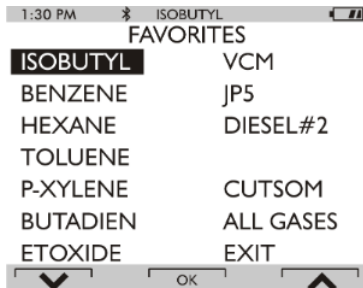 1:30 PM ISOBUTYL
FAVORITES
ISOBUTYL VCM
BENZENE JP5
HEXANE DIESEL#2
TOLUENE
P-XYLENE CUTSOM
BUTADIEN ALL GASES
ETOXIDE EXIT
OK